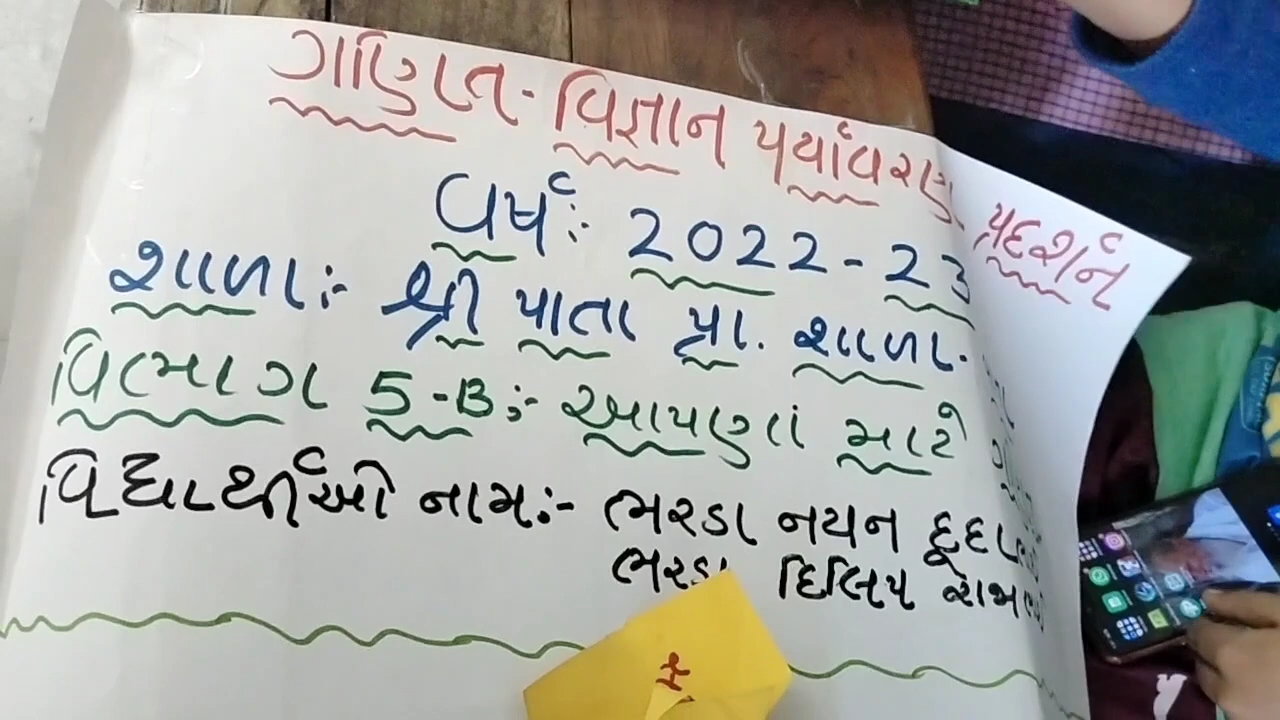 ગણિત-વિજ્ઞાન પર્યાવરણ પ્રદર્શન
વર્ષ: 2022-23
શાળા:- શ્રી પાતા પ્રા. શાળા.
વિભાગ 5-B:- આપણાં માટે
વિદ્યાર્થીઓ નામ:- ભરડા નયન
ભરડા દિલિપ